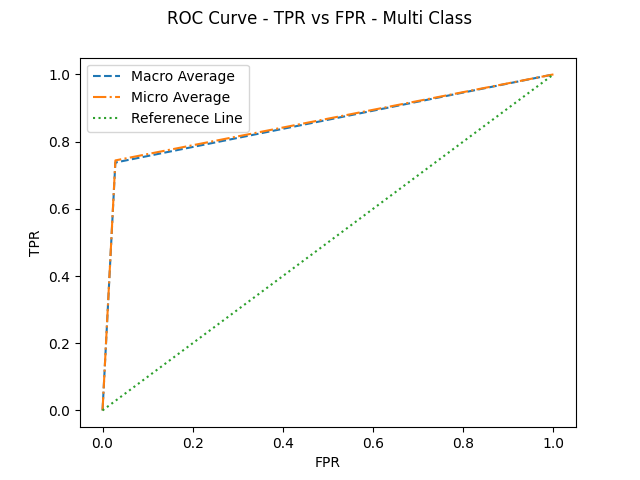 ROC Curve - TPR vs FPR - Multi Class
Macro Average
Micro Average
Referenece Line
1.0
0.8
0.6
0.4
0.2
0.0
TPR
0.0 0.2 0.4 0.6 0.8 1.0
FPR